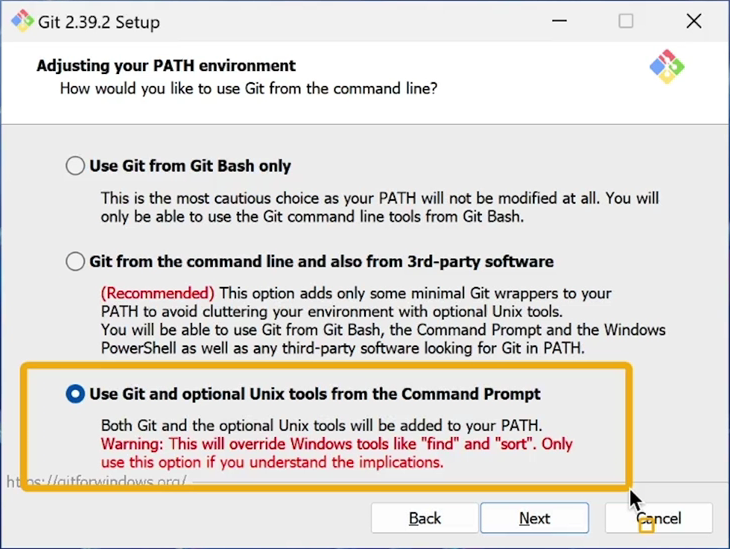 Git 2.39.2 Setup
Adjusting your PATH environment
How would you like to use Git from the command line?
Use Git from Git Bash only
This is the most cautious choice as your PATH will not be modified at all. You will
only be able to use the Git command line tools from Git Bash.
Git from the command line and also from 3rd-party software
(Recommended) This option adds only some minimal Git wrappers to your
PATH to avoid cluttering your environment with optional Unix tools.
You will be able to use Git from Git Bash, the Command Prompt and the Windows
PowerShell as well as any third-party software looking for Git in PATH.
Use Git and optional Unix tools from the Command Prompt
Both Git and the optional Unix tools will be added to your PATH.
Warning: This will override Windows tools like "find" and "sort". Only
use this option if you understand the implications.
https://gitforwindows.org/
Back Next Cancel